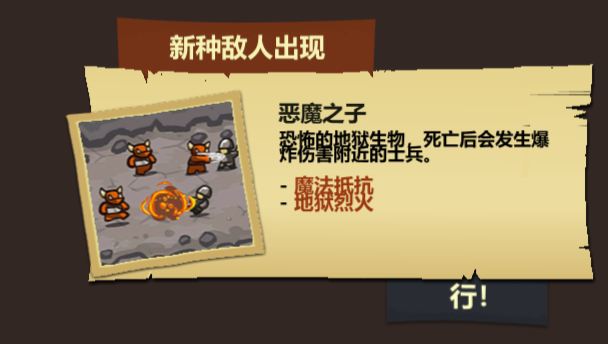 新种敌人出现
恶魔之子
恐怖的地狱生物，死亡后会发生爆
炸伤害附近的士兵。
- 魔法抵抗
- 地狱烈火
行!